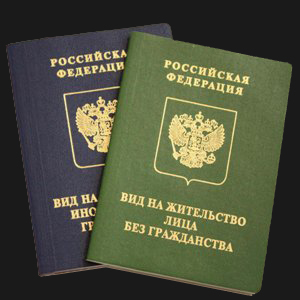 РОССИЙСКАЯ
ФЕДЕРАЦИЯ
ВИД НА
РОССИЙСКАЯ
ФЕДЕРАЦИЯ
ВИД НА ЖИТЕЛЬСТВО
ЛИЦА
БЕЗ ГРАЖДАНСТВА